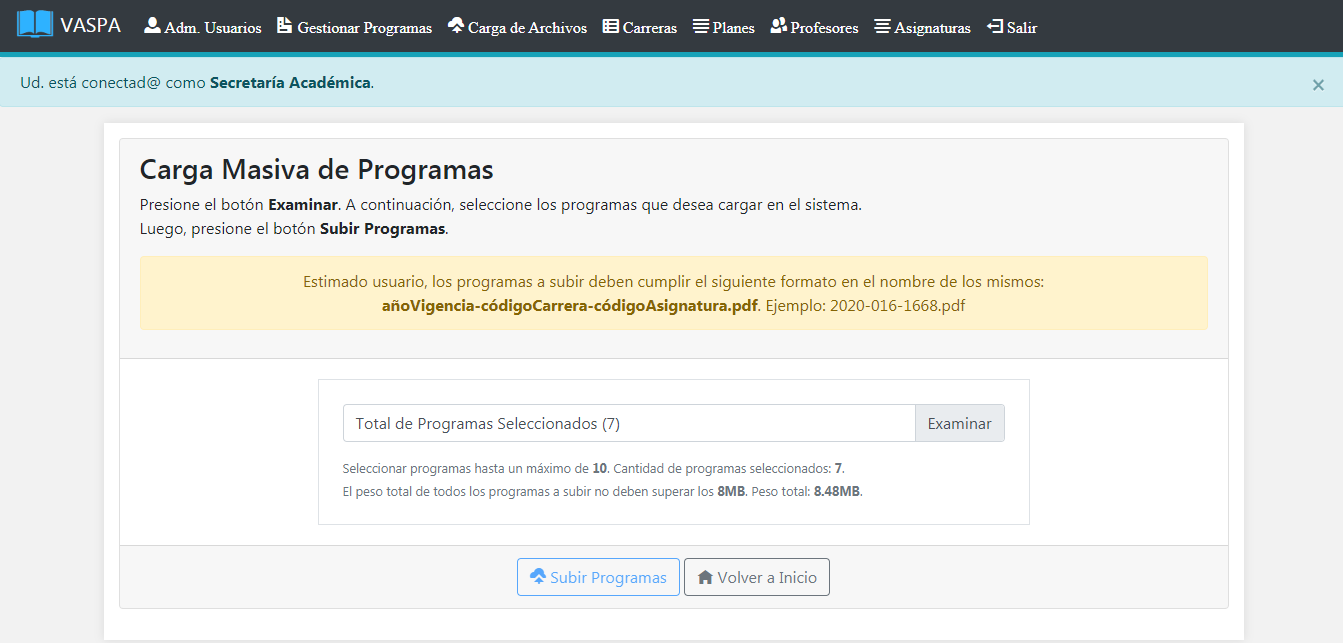 VASPA Adm. Usuarios Gestionar Programas Carga de Archivos Carreras Planes Profesores Asignaturas Salir
Ud. está conectad@ como Secretaría Académica. ×
Carga Masiva de Programas
Presione el botón Examinar. A continuación, seleccione los programas que desea cargar en el sistema.
Luego, presione el botón Subir Programas.
Estimado usuario, los programas a subir deben cumplir el siguiente formato en el nombre de los mismos:
añoVigencia-códigoCarrera-códigoAsignatura.pdf. Ejemplo: 2020-016-1668.pdf
Total de Programas Seleccionados (7) Examinar
Seleccionar programas hasta un máximo de 10. Cantidad de programas seleccionados: 7.
El peso total de todos los programas a subir no deben superar los 8MB. Peso total: 8.48MB.
Subir Programas Volver a Inicio